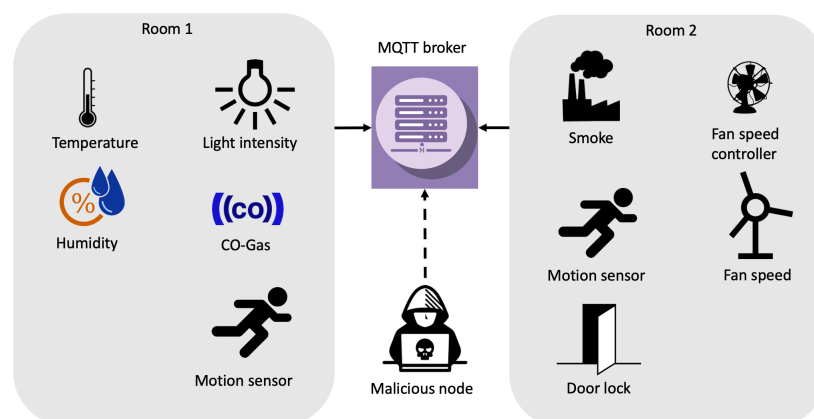 Room 1
Temperature
Light intensity
%
Humidity
((co))
CO-Gas
Motion sensor
MQTT broker
N
Malicious node
Room 2
Smoke
Fan speed
controller
Motion sensor
Fan speed
Door lock